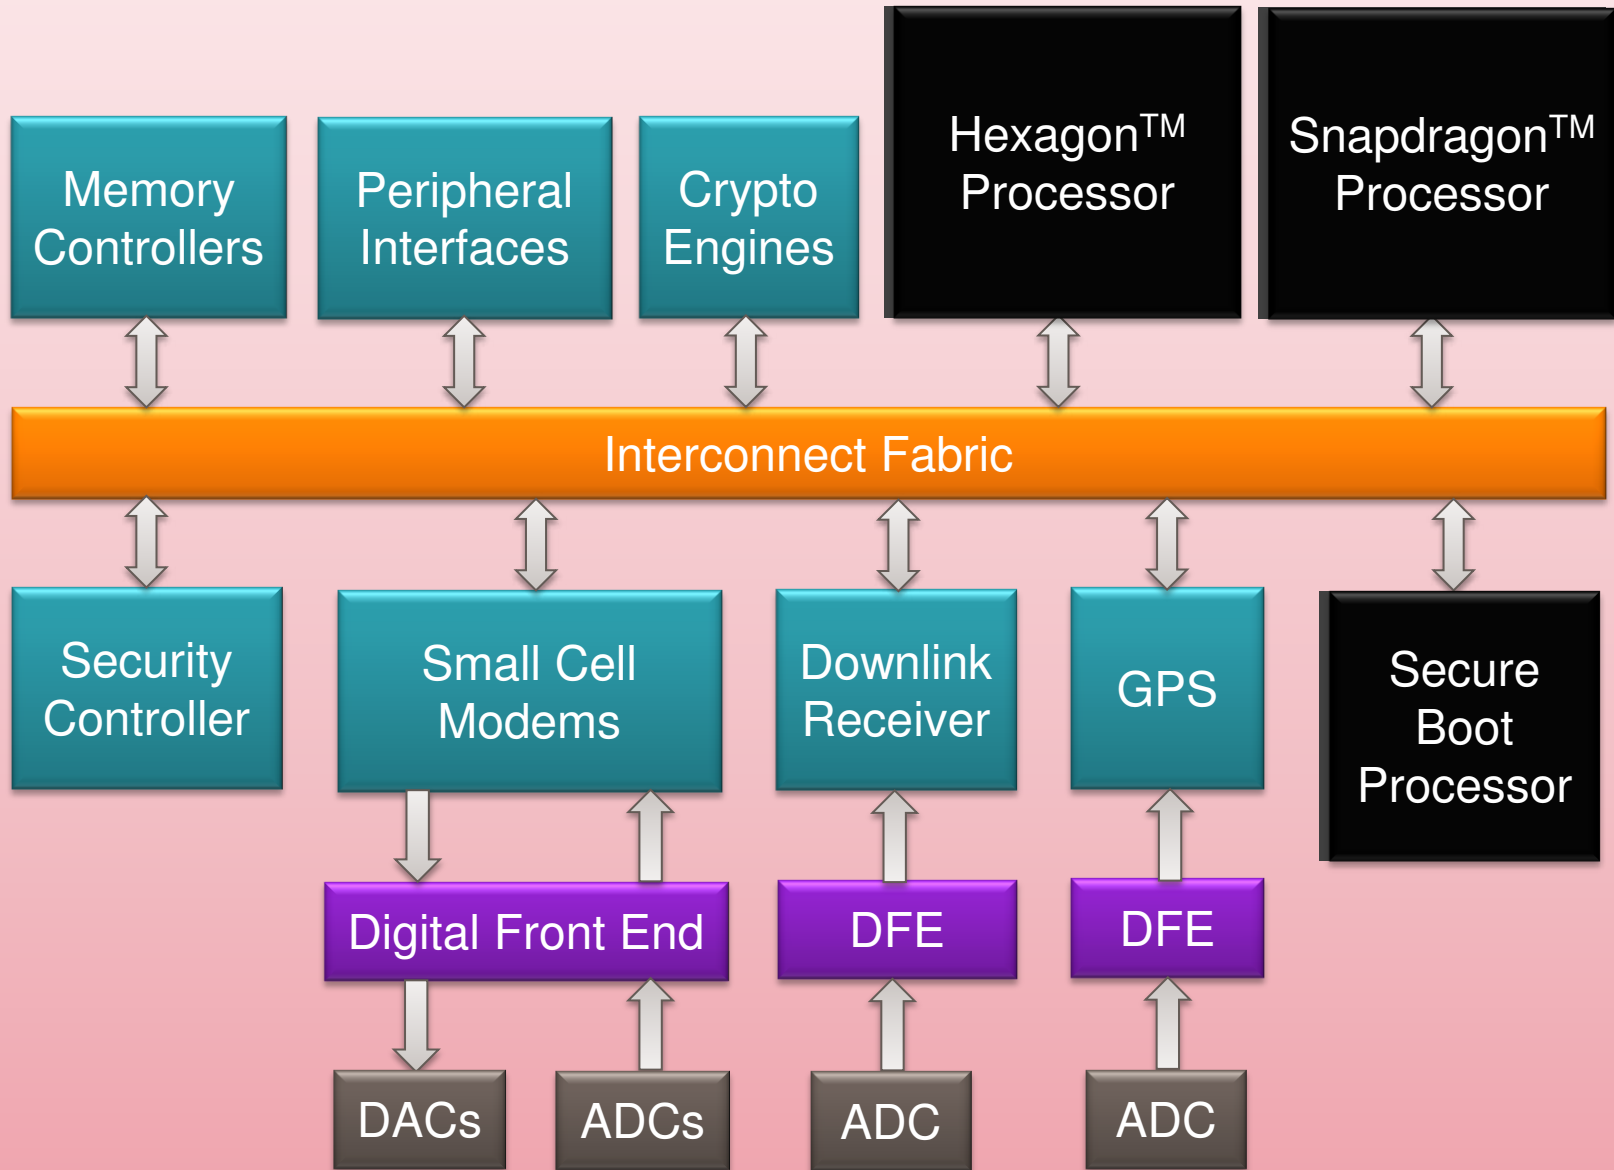 Memory
Controllers
Peripheral
Interfaces
Crypto
Engines
Hexagon™
Processor
Snapdragon™
Processor
Interconnect Fabric
Security
Controller
Small Cell
Modems
Downlink
Receiver
GPS
Secure
Boot
Processor
Digital Front End
DFE
DFE
DACs
ADCs
ADC
ADC